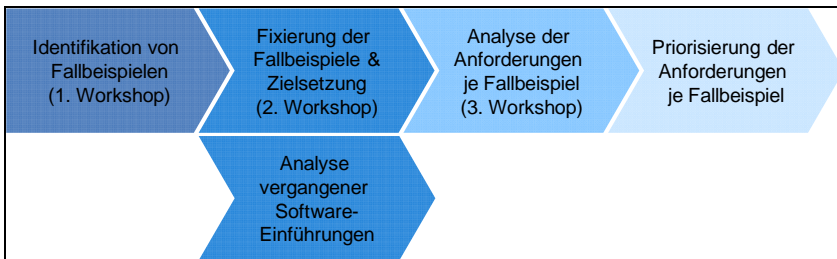 Identifikation von
Fallbeispielen
(1. Workshop)
Fixierung der
Fallbeispiele &
Zielsetzung
(2. Workshop)
Analyse der
Anforderungen
je Fallbeispiel
(3. Workshop)
Priorisierung der
Anforderungen
je Fallbeispiel
Analyse
vergangener
Software-
Einführungen